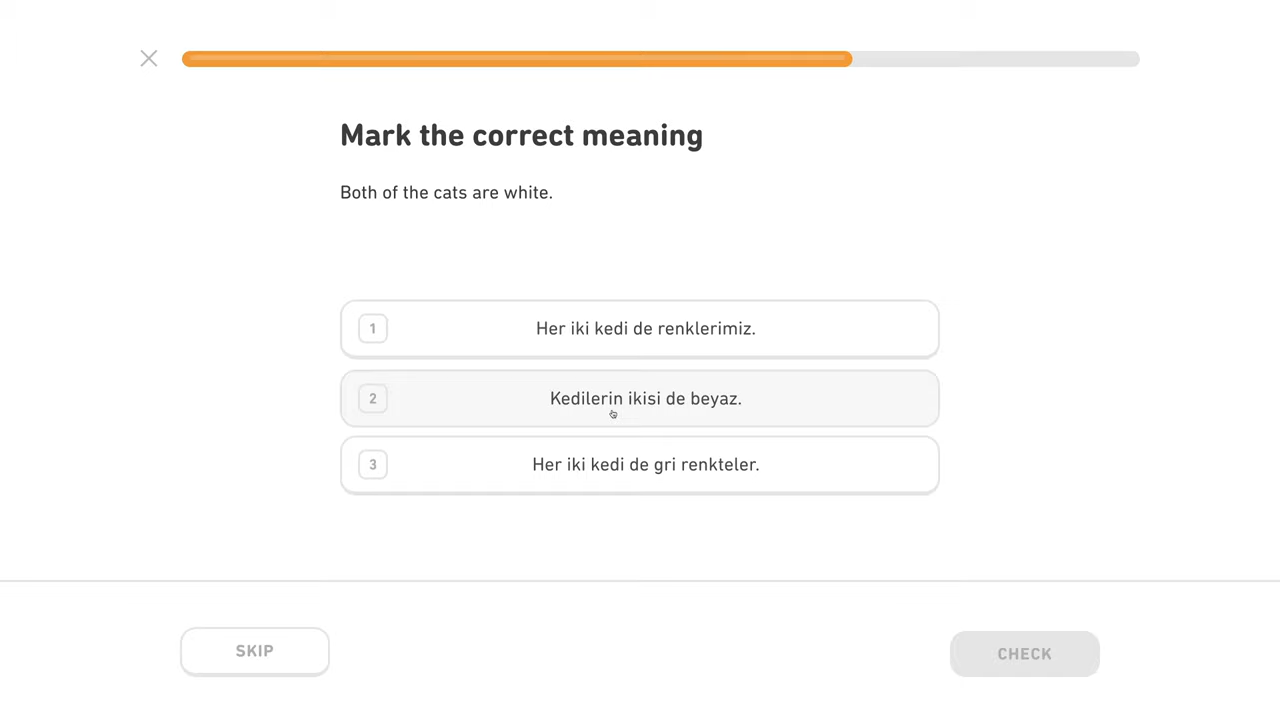 Mark the correct meaning
Both of the cats are white.
1 Her iki kedi de renklerimiz.
2 Kedilerin ikisi de beyaz.
3 Her iki kedi de gri renkteler.
SKIP
CHECK